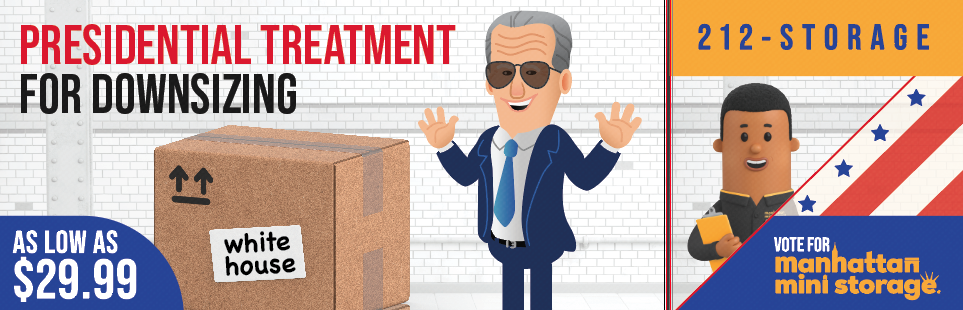 PRESIDENTIAL TREATMENT
FOR DOWNSIZING
white
house
AS LOW AS
$29.99
212-STORAGE
VOTE FOR
manhattan
mini storage